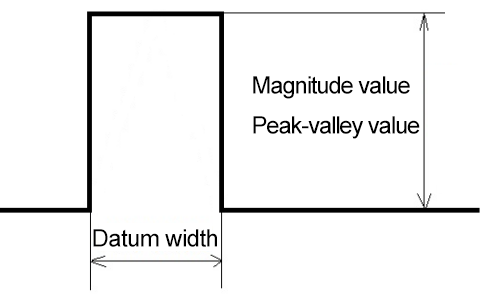 Magnitude value
Peak-valley value
Datum width